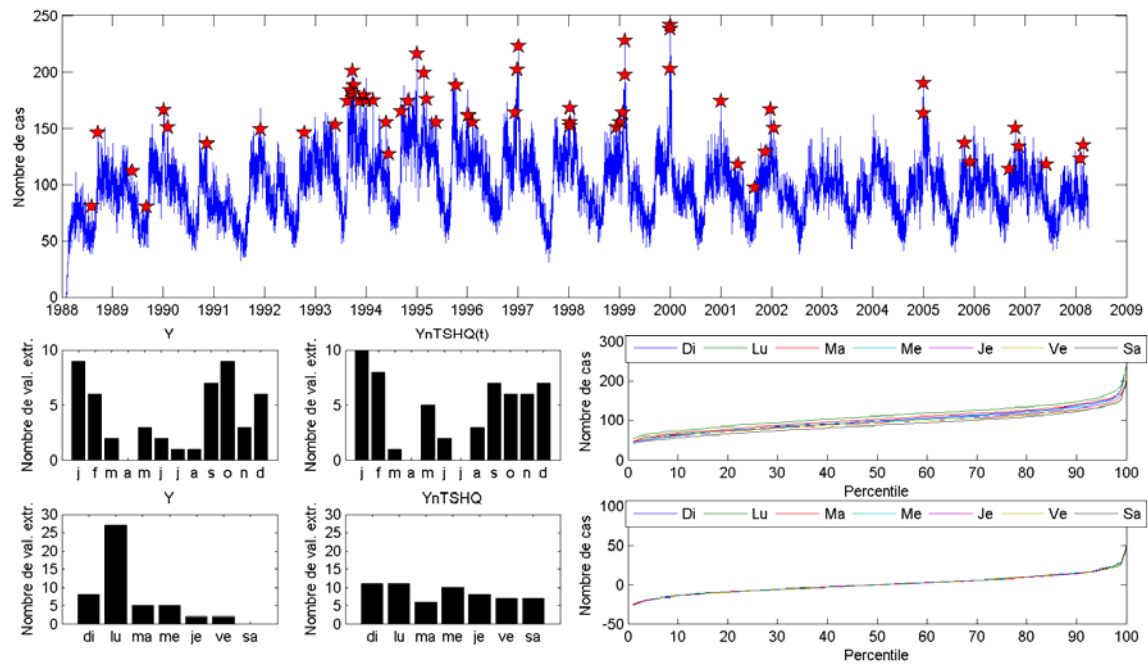 250
200
150
100
50
0
Nombre de cas
1988 1989 1990 1991 1992 1993 1994 1995 1996 1997 1998 1999 2000 2001 2002 2003 2004 2005 2006 2007 2008 2009
Y
10
5
0
Nombre de val. extr.
j f m a m j j a s o n d
YnTSHQ(t)
10
5
0
Nombre de val. extr.
j f m a m j j a s o n d
300
200
100
0
Nombre de cas
Di Lu Ma Me Je Ve Sa
0 10 20 30 40 50 60 70 80 90 100
Percentile
Y
30
25
20
15
10
5
0
Nombre de val. extr.
di lu ma me je ve sa
YnTSHQ
30
25
20
15
10
5
0
Nombre de val. extr.
di lu ma me je ve sa
100
50
0
-50
Nombre de cas
Di Lu Ma Me Je Ve Sa
0 10 20 30 40 50 60 70 80 90 100
Percentile